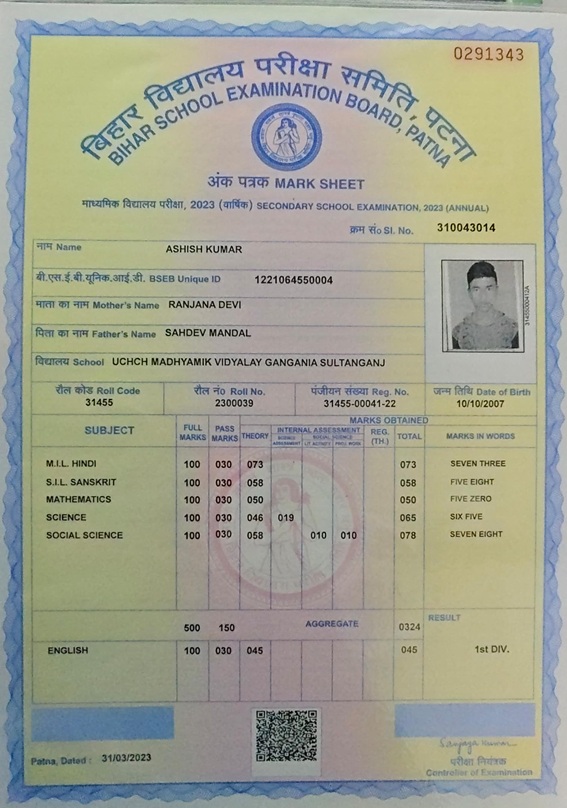 0291343
बिहार विद्यालय परीक्षा समिति, पटना
BIHAR SCHOOL EXAMINATION BOARD, PATNA
अंक पत्रक MARK SHEET
माध्यमिक विद्यालय परीक्षा, 2023 (वार्षिक) SECONDARY SCHOOL EXAMINATION, 2023 (ANNUAL)
क्रम सं० Sl. No. 310043014
नाम Name ASHISH KUMAR
बी.एस.ई.बी.यूनिक.आई.डी. BSEB Unique ID 1221064550004
माता का नाम Mother's Name RANJANA DEVI
पिता का नाम Father's Name SAHDEV MANDAL
विद्यालय School UCHCH MADHYAMIK VIDYALAY GANGANIA SULTANGANJ
रौल कोड Roll Code रौल नं० Roll No. पंजीयन संख्या Reg. No. जन्म तिथि Date of Birth
31455 2300039 31455-00041-22 10/10/2007
SUBJECT FULL MARKS PASS MARKS MARKS OBTAINED
THEORY INTERNAL ASSESSMENT REG. (TH.) TOTAL MARKS IN WORDS
M.I.L. HINDI 100 030 073 073 SEVEN THREE
S.I.L. SANSKRIT 100 030 058 058 FIVE EIGHT
MATHEMATICS 100 030 050 050 FIVE ZERO
SCIENCE 100 030 046 019 065 SIX FIVE
SOCIAL SCIENCE 100 030 058 010 010 078 SEVEN EIGHT
500 150 AGGREGATE 0324 RESULT
ENGLISH 100 030 045 045 1st DIV.
Patna, Dated : 31/03/2023
परीक्षा नियंत्रक
Controller of Examination